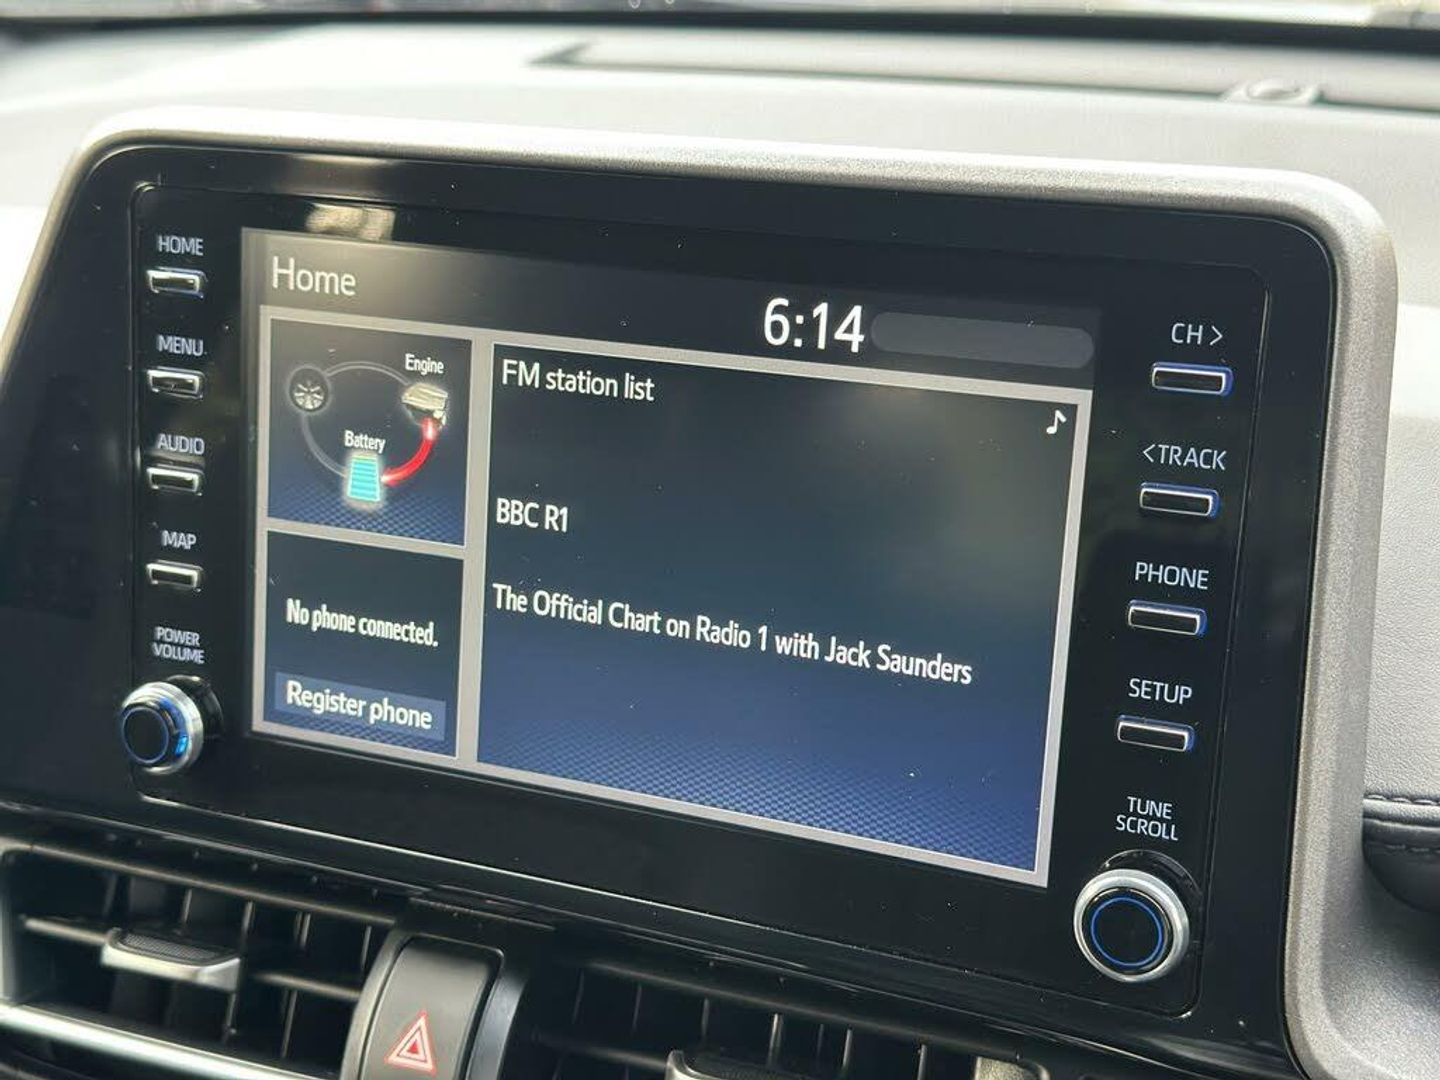 HOME
MENU
AUDIO
MAP
POWER
VOLUME
Home
6:14
Engine
Battery
No phone connected.
Register phone
FM station list
BBC R1
The Official Chart on Radio 1 with Jack Saunders
CH >
<TRACK
PHONE
SETUP
TUNE
SCROLL